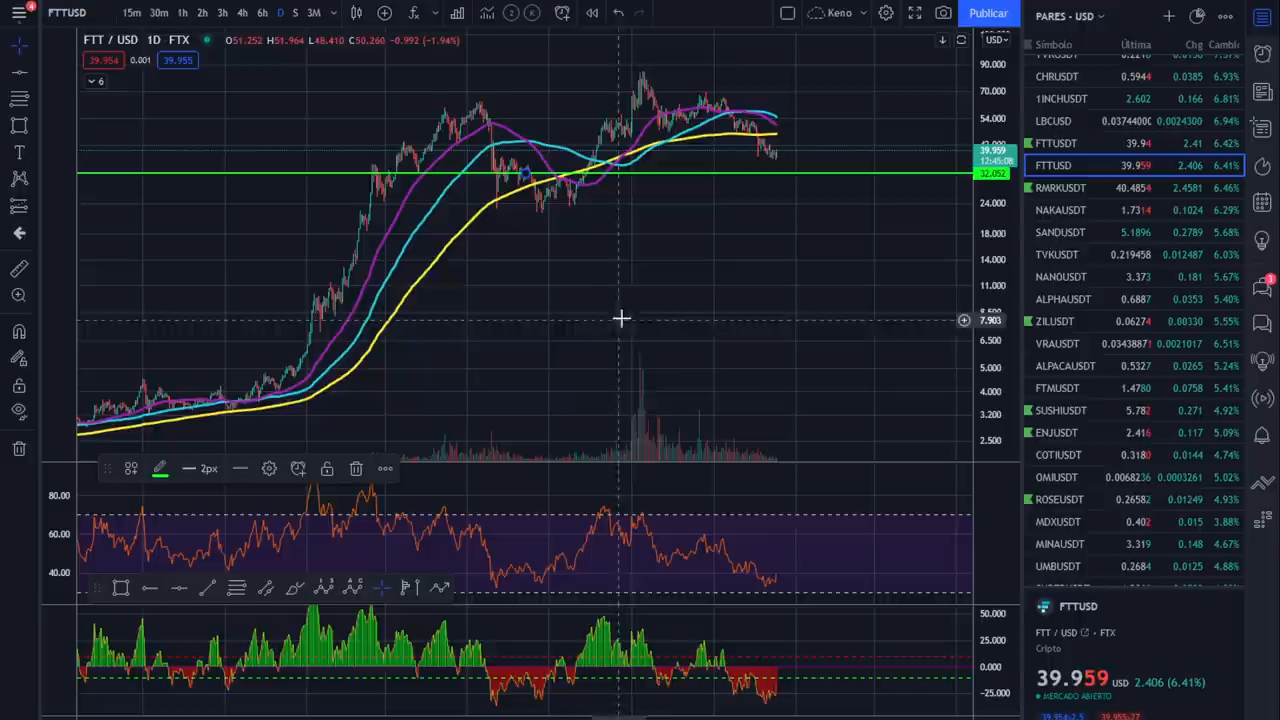 4
FTTUSD 15m 30m 1h 2h 3h 4h 6h D S 3M 2 K Keno Publicar
FTT / USD 1D FTX O51.252 H51.964 L48.410 C50.260 -0.992 (-1.94%)
USD
39.954 0.001 39.955
6
90.000
70.000
54.000
39.959
12:45:08
32.052
24.000
18.000
14.000
11.000
7.903
6.500
5.000
4.000
3.200
2.500
2px
80.00
60.00
40.00
50.000
25.000
0.000
-25.000
PARES - USD
Símbolo Última Chg Cambio
CHRUSDT 0.5944 0.0385 6.93%
1INCHUSDT 2.602 0.166 6.81%
LBCUSD 0.0374400C 0.0024300 6.94%
FTTUSDT 39.94 2.41 6.42%
FTTUSD 39.959 2.406 6.41%
RMRKUSDT 40.4854 2.4581 6.46%
NAKAUSDT 1.7314 0.1024 6.29%
SANDUSDT 5.1896 0.2789 5.68%
TVKUSDT 0.219458 0.012487 6.03%
NANOUSDT 3.373 0.181 5.67%
ALPHAUSDT 0.6887 0.0353 5.40%
ZILUSDT 0.06274 0.00330 5.55%
VRAUSDT 0.0343887 0.0021017 6.51%
ALPACAUSDT 0.5327 0.0265 5.24%
FTMUSDT 1.4780 0.0758 5.41%
SUSHIUSDT 5.782 0.271 4.92%
ENJUSDT 2.416 0.117 5.09%
COTIUSDT 0.3180 0.0144 4.74%
OMIUSDT 0.0068236 0.0003261 5.02%
ROSEUSDT 0.26582 0.01249 4.93%
MDXUSDT 0.402 0.015 3.88%
MINAUSDT 3.319 0.148 4.67%
UMBUSDT 0.2684 0.0125 4.88%
FTTUSD
FTT / USD • FTX
Cripto
39.959 USD 2.406 (6.41%)
MERCADO ABIERTO
3